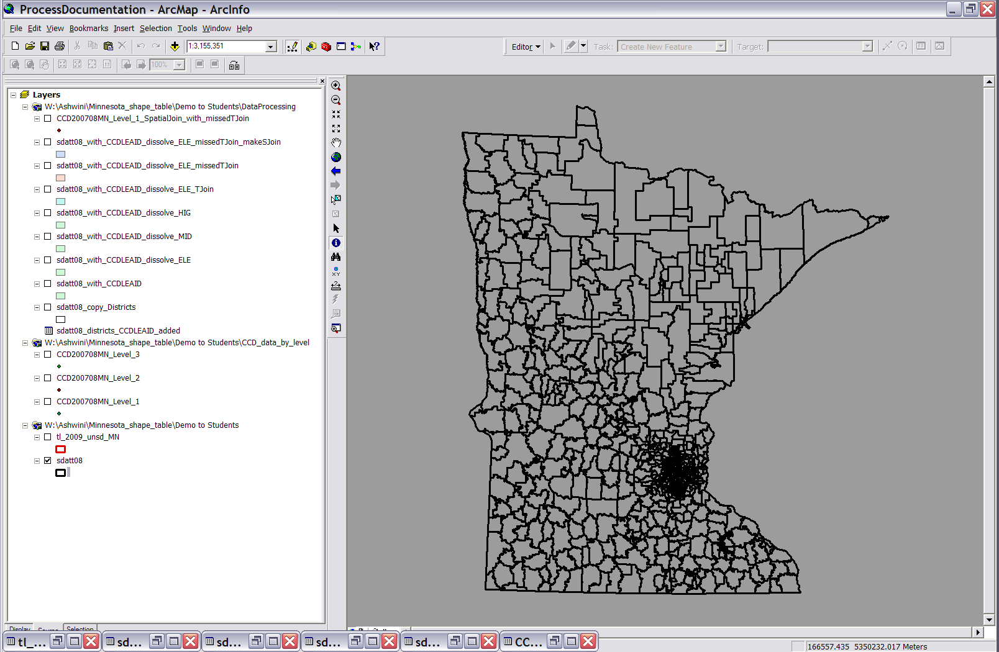 ProcessDocumentation - ArcMap - ArcInfo
File Edit View Bookmarks Insert Selection Tools Window Help
1:3,155,351
Editor Task: Create New Feature Target:
100%
Layers
W:\Ashwini\Minnesota_shape_table\Demo to Students\DataProcessing
CCD200708MN_Level_1_SpatialJoin_with_missedTJoin
sdatt08_with_CCDLEAID_dissolve_ELE_missedTJoin_makeSJoin
sdatt08_with_CCDLEAID_dissolve_ELE_missedTJoin
sdatt08_with_CCDLEAID_dissolve_ELE_TJoin
sdatt08_with_CCDLEAID_dissolve_HIG
sdatt08_with_CCDLEAID_dissolve_MID
sdatt08_with_CCDLEAID_dissolve_ELE
sdatt08_with_CCDLEAID
sdatt08_copy_Districts
sdatt08_districts_CCDLEAID_added
W:\Ashwini\Minnesota_shape_table\Demo to Students\CCD_data_by_level
CCD200708MN_Level_3
CCD200708MN_Level_2
CCD200708MN_Level_1
W:\Ashwini\Minnesota_shape_table\Demo to Students
tl_2009_unsd_MN
sdatt08
XY
Display Source Selection
tl_... sd... sd... sd... sd... CC...
166557.435 5350232.017 Meters